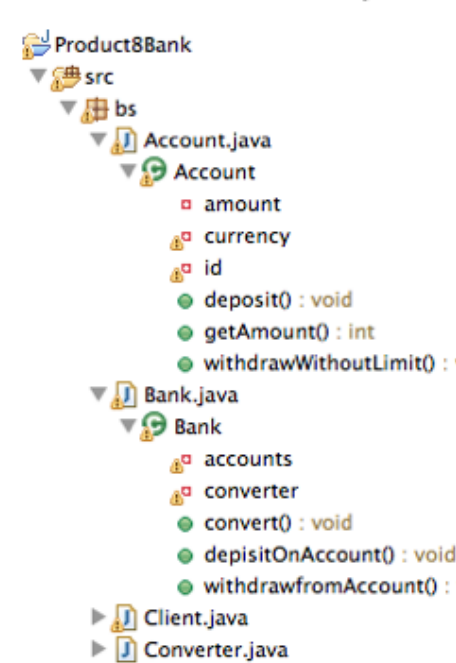 Product8Bank
src
bs
Account.java
Account
amount
currency
id
deposit() : void
getAmount() : int
withdrawWithoutLimit() :
Bank.java
Bank
accounts
converter
convert() : void
depisitOnAccount() : void
withdrawfromAccount() :
Client.java
Converter.java